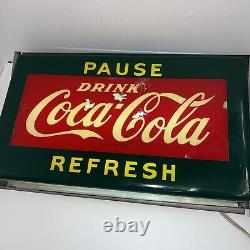 PAUSE
DRINK
Coca-Cola
REFRESH